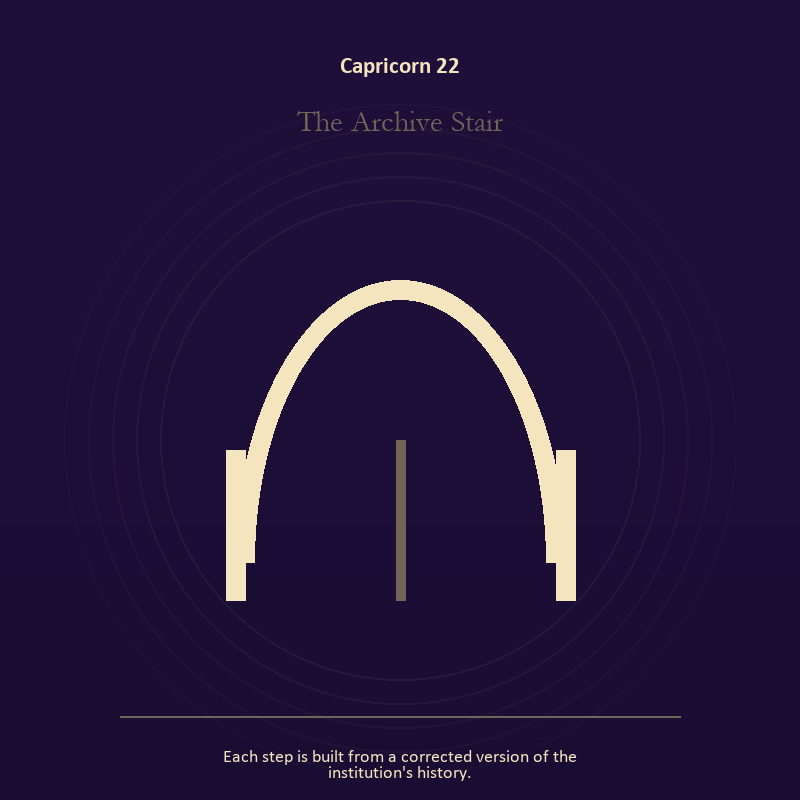 Capricorn 22
The Archive Stair
Each step is built from a corrected version of the
institution's history.